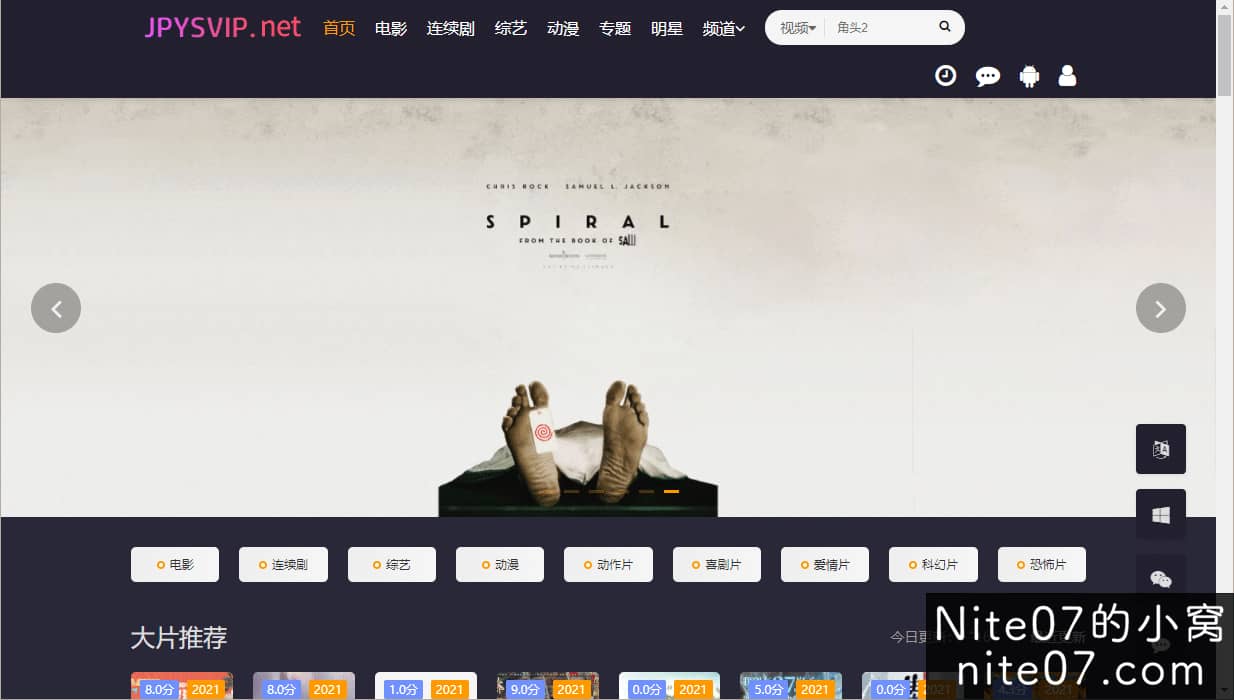 JPYSVIP.net 首页 电影 连续剧 综艺 动漫 专题 明星 频道 视频 角头2
CHRIS ROCK SAMUEL L. JACKSON
SPIRAL
FROM THE BOOK OF SAW
电影 连续剧 综艺 动漫 动作片 喜剧片 爱情片 科幻片 恐怖片
大片推荐 今日更
8.0分 2021 8.0分 2021 1.0分 2021 9.0分 2021 0.0分 2021 5.0分 2021 0.0分 2021 4.3分 2021
Nite07的小窝
nite07.com